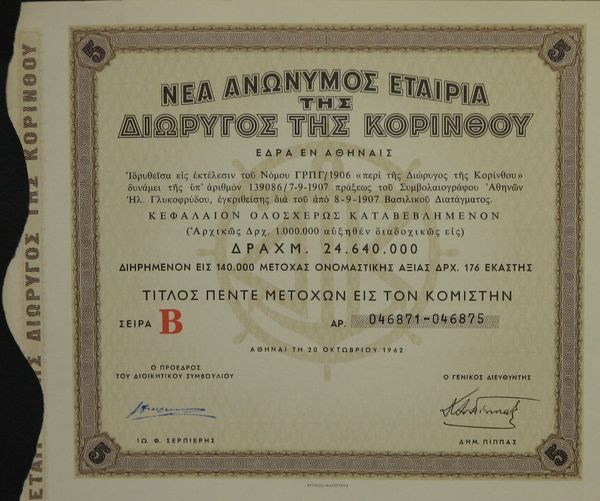 5
5
ΝΕΑ ΑΝΩΝΥΜΟΣ ΕΤΑΙΡΙΑ
ΤΗΣ
ΔΙΩΡΥΓΟΣ ΤΗΣ ΚΟΡΙΝΘΟΥ
ΕΔΡΑ ΕΝ ΑΘΗΝΑΙΣ
Ἱδρυθεῖσα εἰς ἐκτέλεσιν τοῦ Νόμου ΓΡΠΓ/1906 «περὶ τῆς Διώρυγος τῆς Κορίνθου»
δυνάμει τῆς ὑπ' ἀριθμὸν 139086/7-9-1907 πράξεως τοῦ Συμβολαιογράφου Ἀθηνῶν
Ἠλ. Γλυκοφρύδου, ἐγκριθείσης διὰ τοῦ ἀπὸ 8-9-1907 Βασιλικοῦ Διατάγματος.
ΚΕΦΑΛΑΙΟΝ ΟΛΟΣΧΕΡΩΣ ΚΑΤΑΒΕΒΛΗΜΕΝΟΝ
(Ἀρχικῶς Δρχ. 1.000.000 αὐξηθὲν διαδοχικῶς εἰς)
ΔΡΑΧΜ. 24.640.000
ΔΙΗΡΗΜΕΝΟΝ ΕΙΣ 140.000 ΜΕΤΟΧΑΣ ΟΝΟΜΑΣΤΙΚΗΣ ΑΞΙΑΣ ΔΡΧ. 176 ΕΚΑΣΤΗΣ
ΤΙΤΛΟΣ ΠΕΝΤΕ ΜΕΤΟΧΩΝ ΕΙΣ ΤΟΝ ΚΟΜΙΣΤΗΝ
ΣΕΙΡΑ Β ΑΡ. 046871-046875
ΑΘΗΝΑΙ ΤΗ 20 ΟΚΤΩΒΡΙΟΥ 1962
Ο ΠΡΟΕΔΡΟΣ
ΤΟΥ ΔΙΟΙΚΗΤΙΚΟΥ ΣΥΜΒΟΥΛΙΟΥ
Ο ΓΕΝΙΚΟΣ ΔΙΕΥΘΥΝΤΗΣ
ΙΩ. Φ. ΣΕΡΠΙΕΡΗΣ
ΔΗΜ. ΠΙΠΠΑΣ
5
5
ΕΤΑΙ
ΗΣ ΔΙΩΡΥΓΟΣ ΤΗΣ ΚΟΡΙΝΘΟΥ